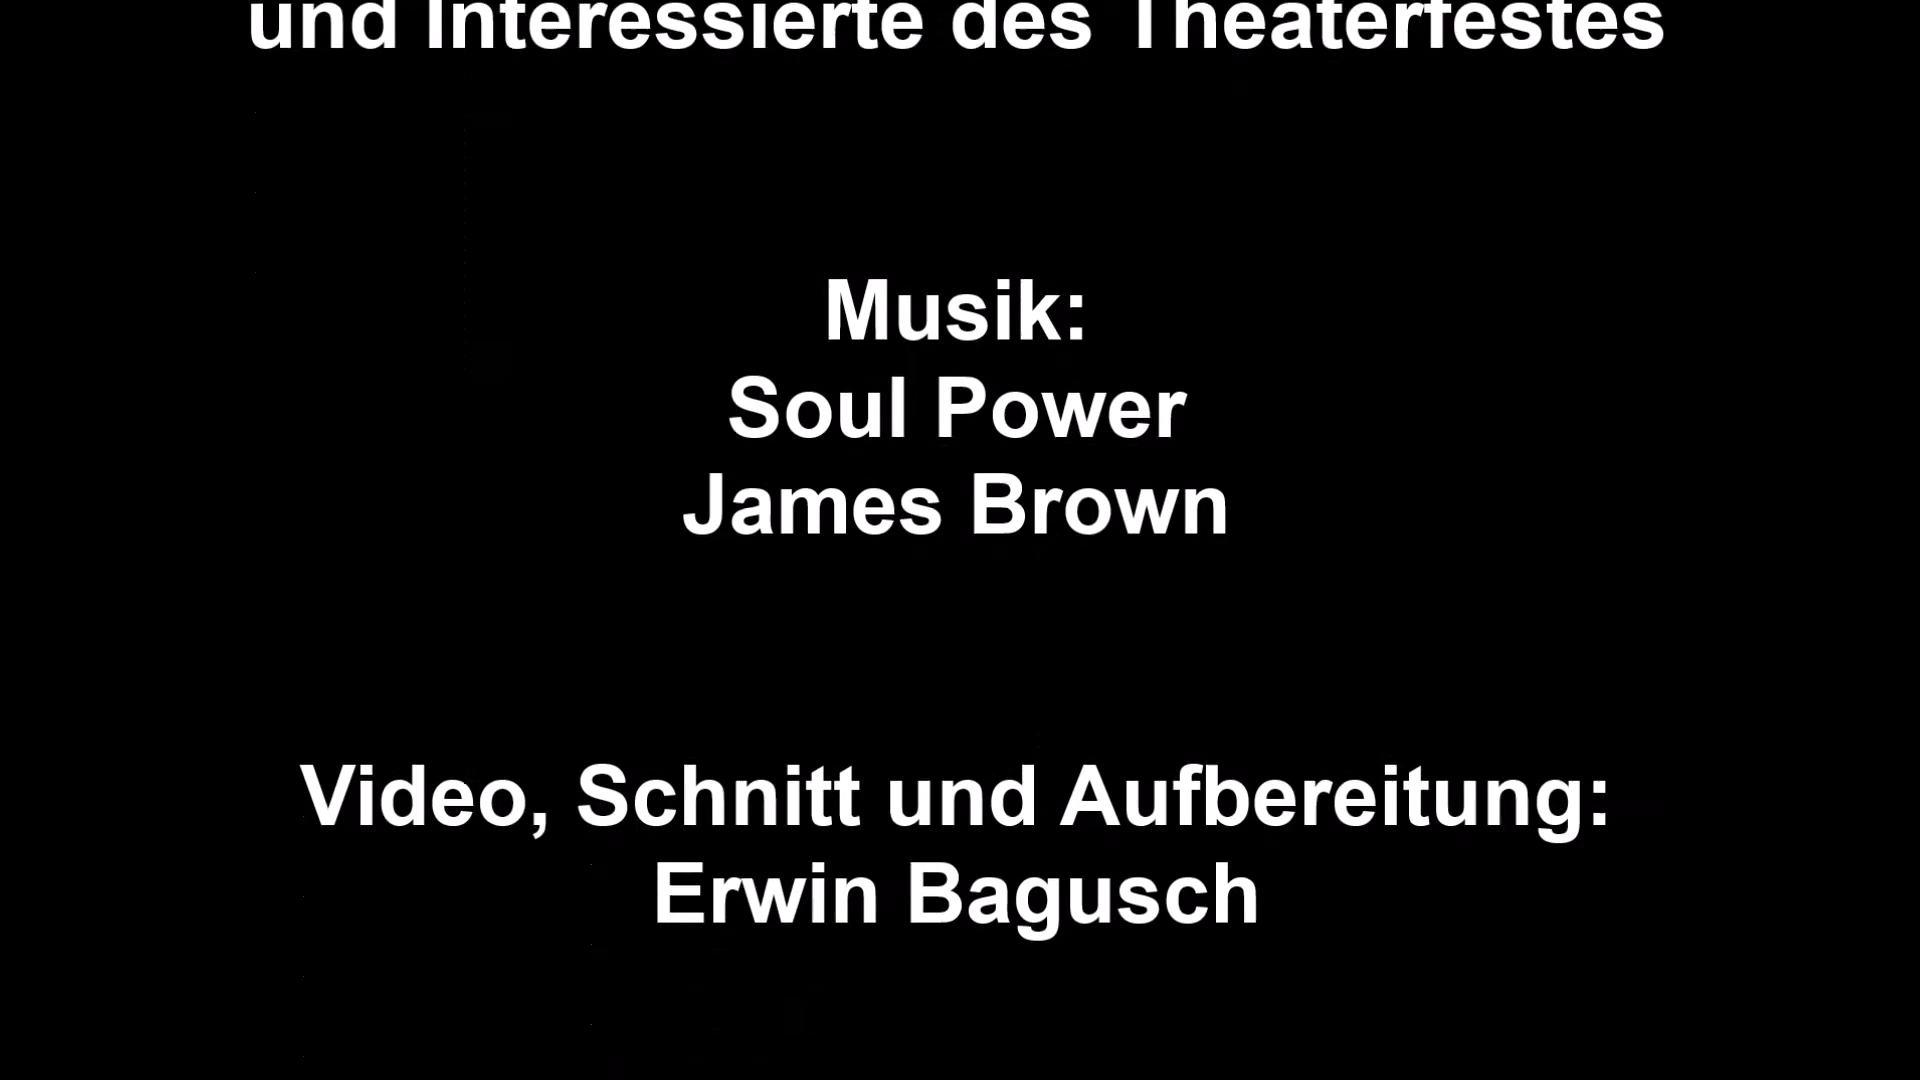 und Interessierte des Theaterfestes
Musik:
Soul Power
James Brown
Video, Schnitt und Aufbereitung:
Erwin Bagusch